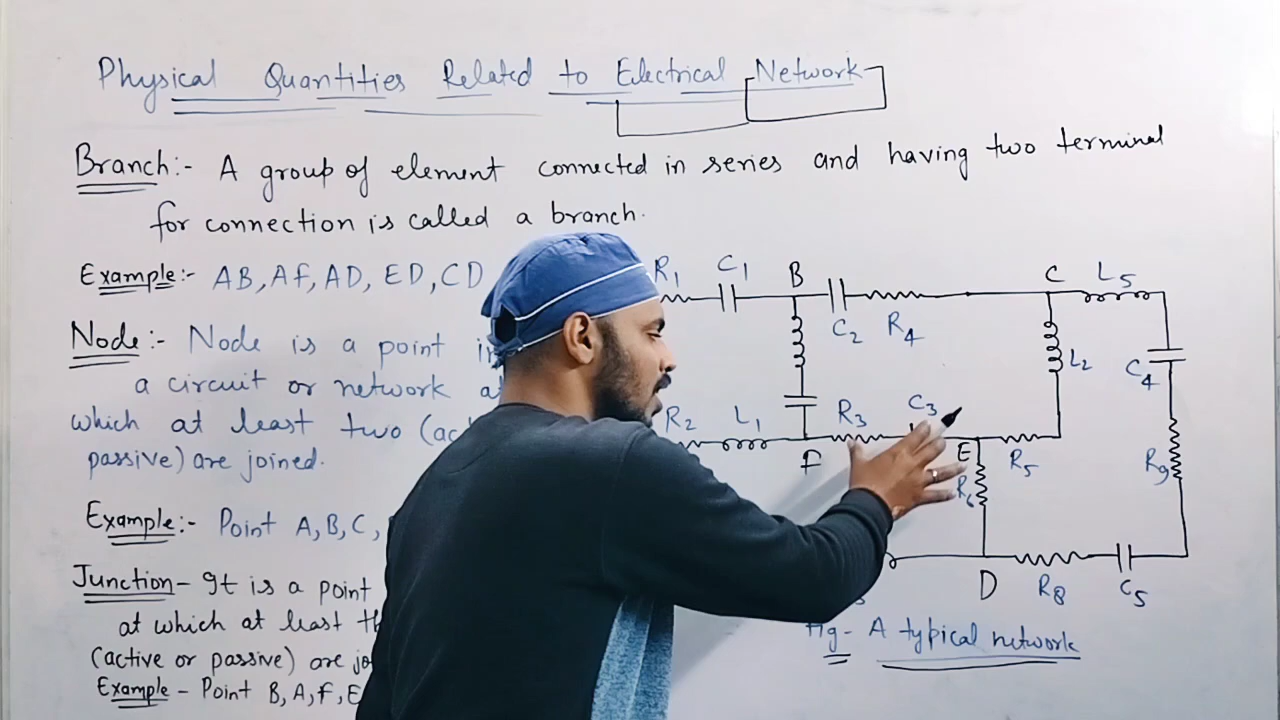 Physical Quantities Related to Electrical Network
Branch:- A group of element connected in series and having two terminal
for connection is called a branch.
Example:- AB, Af, AD, ED, CD
Node:- Node is a point
a circuit or network
which at least two
passive) are joined.
Example:- Point A, B, C,
Junction- It is a point
at which at least
(active or passive) are
Example - Point B, A, F, E
R1 C1 B C L5
C2 R4
L2 C4
R2 L1 R3 C3
F E R5 R9
R6
D R8 C5
Fig- A typical network